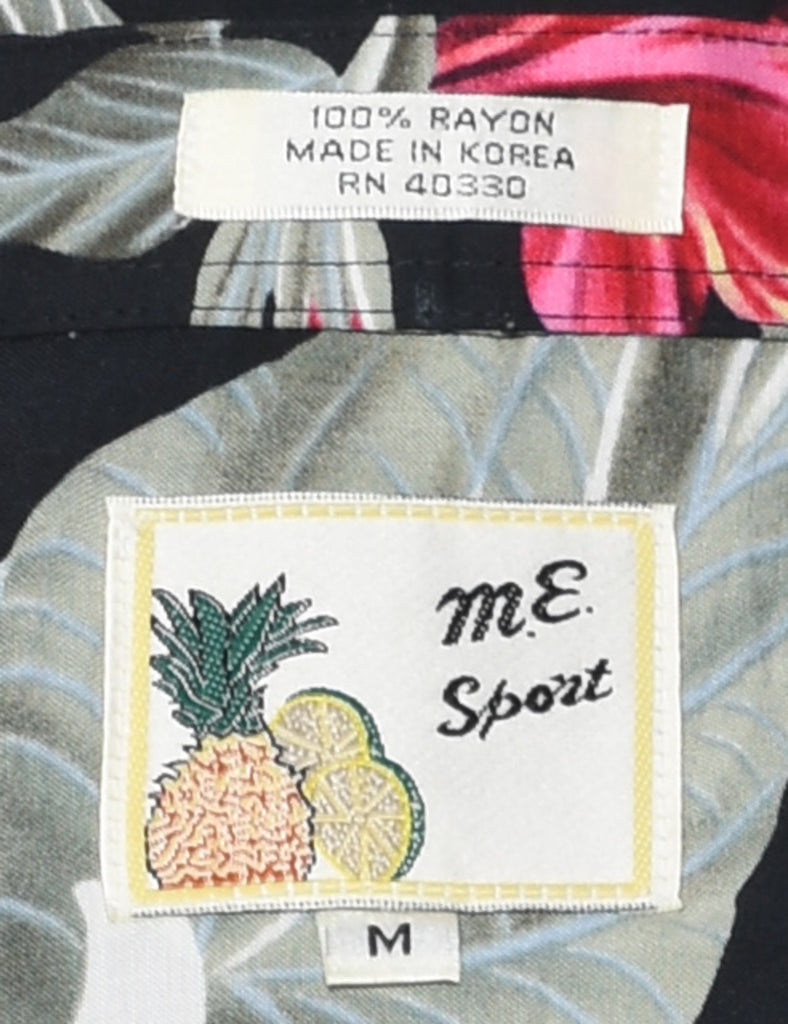 100% RAYON
MADE IN KOREA
RN 40330
M.E.
Sport
M